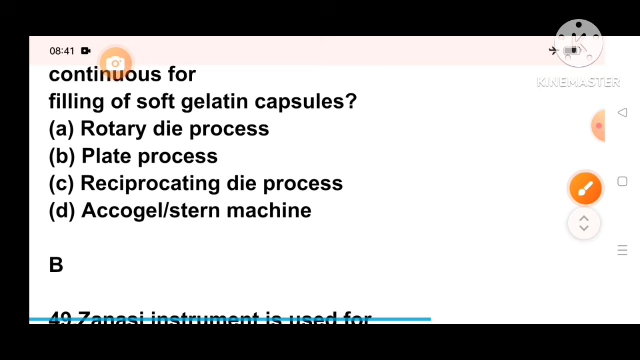 08:41
KINEMASTER
continuous for
filling of soft gelatin capsules?
(a) Rotary die process
(b) Plate process
(c) Reciprocating die process
(d) Accogel/stern machine
B
49 Zanasi instrument is used for